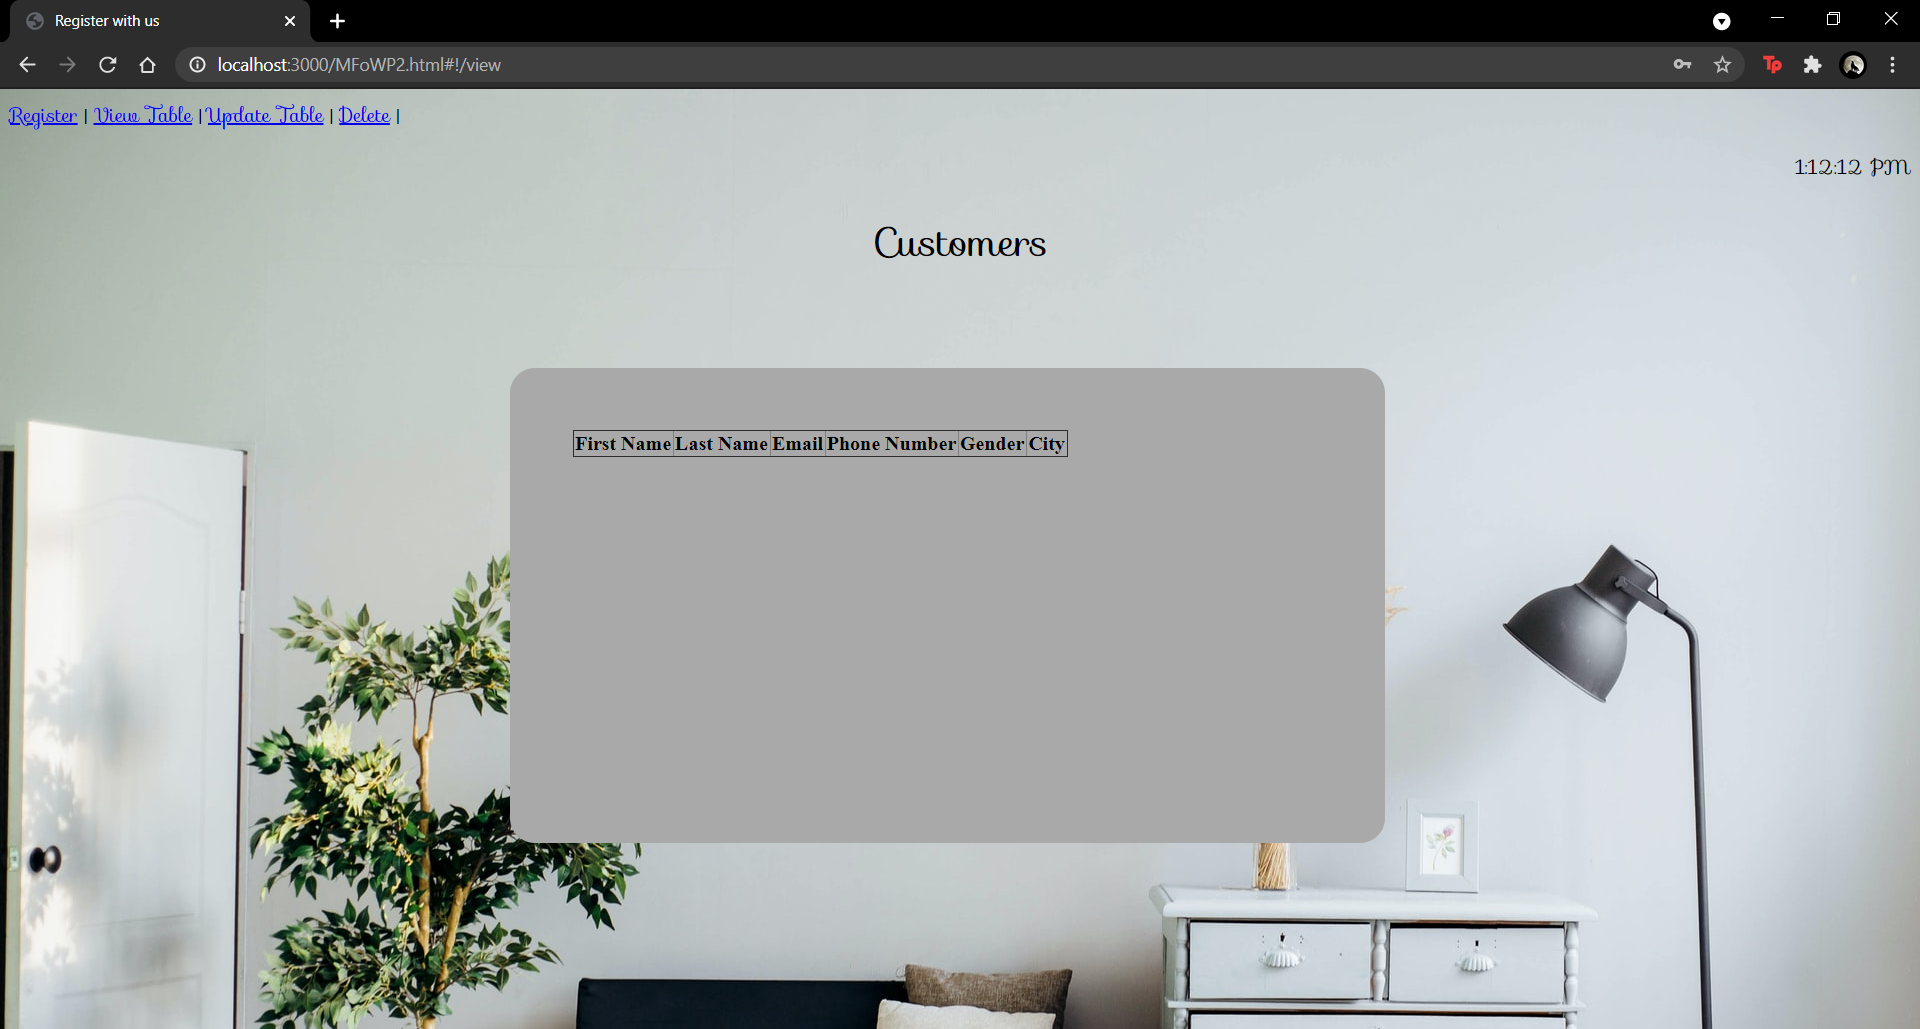 Register with us
localhost:3000/MFoWP2.html#!/view
Tp
Register | View Table | Update Table | Delete |
1:12:12 PM
Customers
First Name Last Name Email Phone Number Gender City